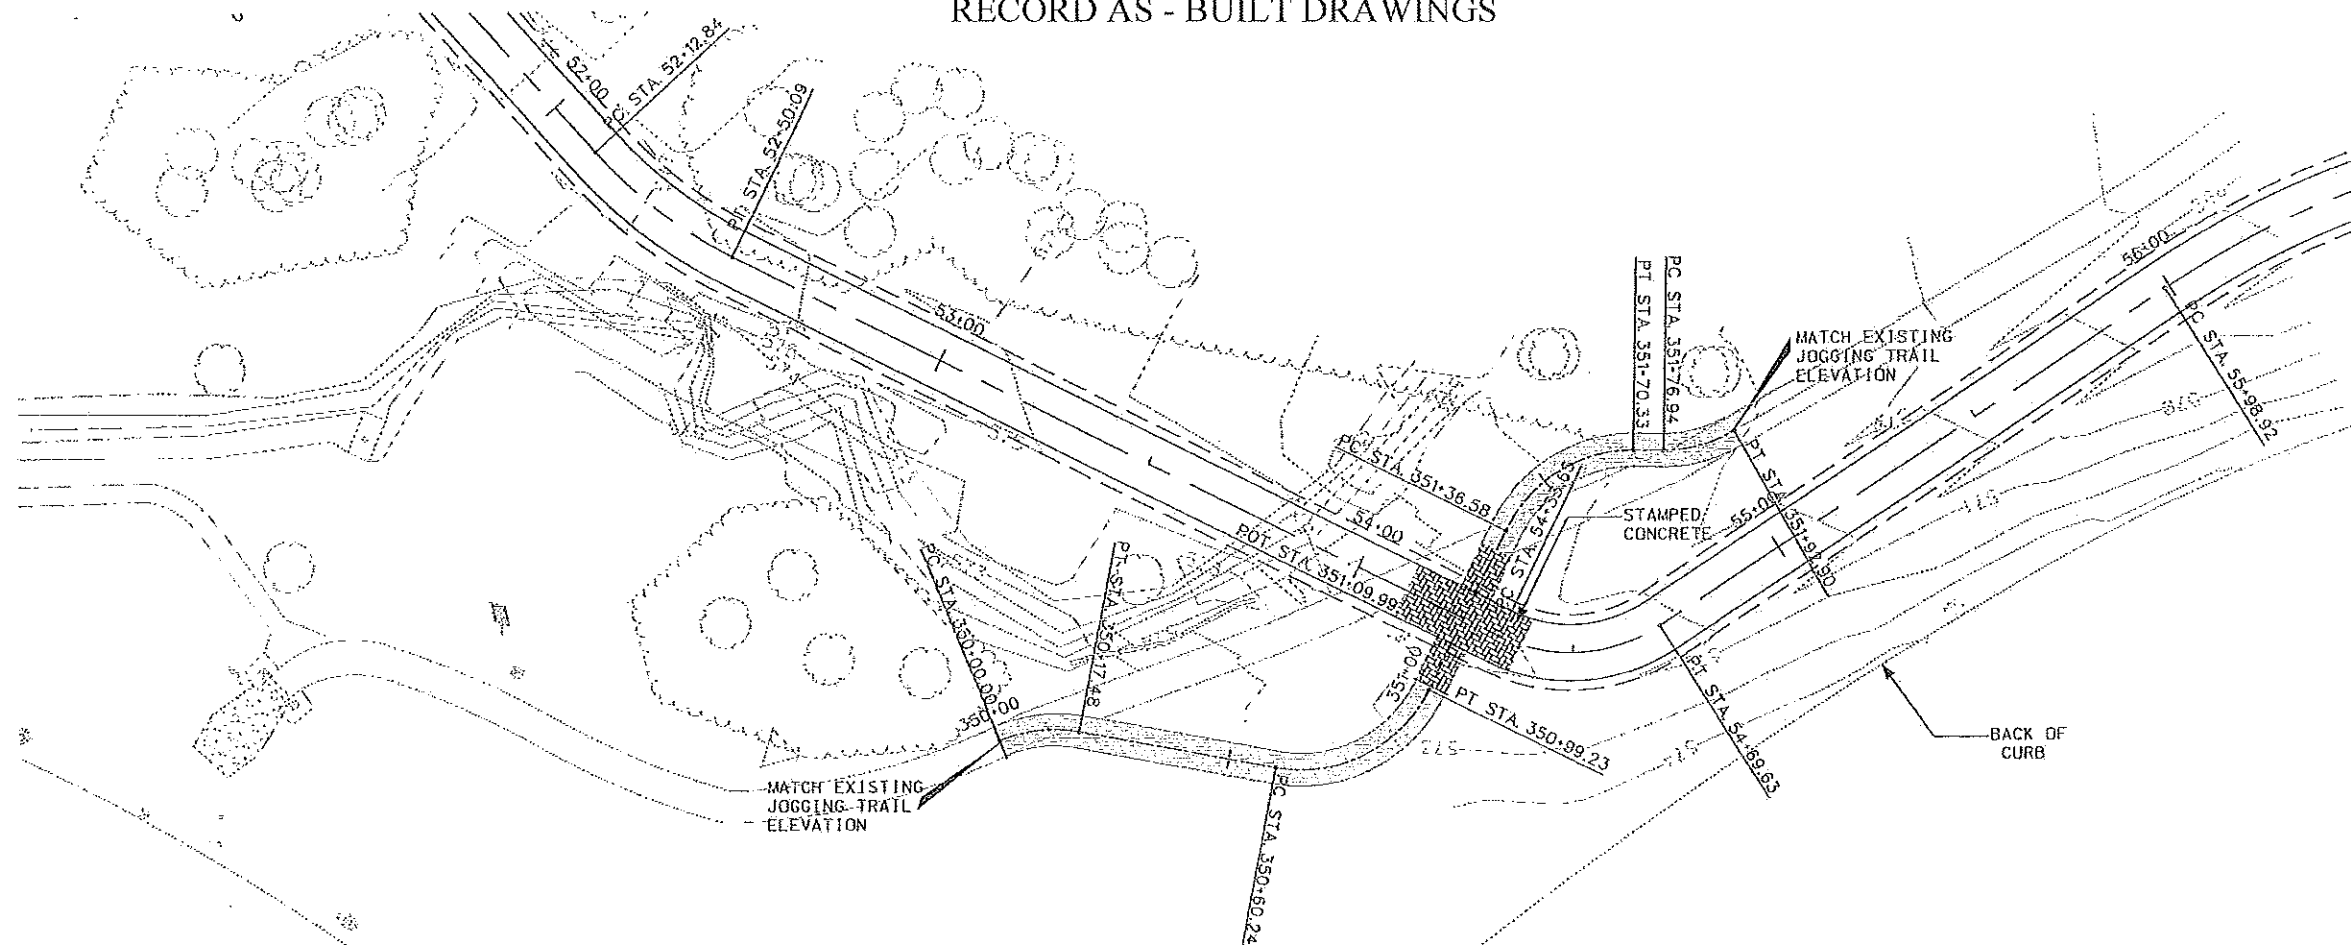 RECORD AS - BUILT DRAWINGS
52+00
PC STA. 52+12.84
PT STA. 52+50.09
53+00
54+00
PC STA. 351+36.58
POT STA. 351+09.99
PT STA. 351+70.33
PC STA. 351+76.94
MATCH EXISTING
JOGGING TRAIL
ELEVATION
56+00
PC STA. 55+98.92
578
STAMPED
CONCRETE
STA. 54+35.65
55+00
PT STA. 351+97.90
571
PC STA. 350+00.00
350+00
PT STA. 350+17.48
351+00
PT STA. 350+99.23
573
PT STA. 54+69.63
BACK OF
CURB
MATCH EXISTING
JOGGING TRAIL
ELEVATION
PC STA. 350+60.24